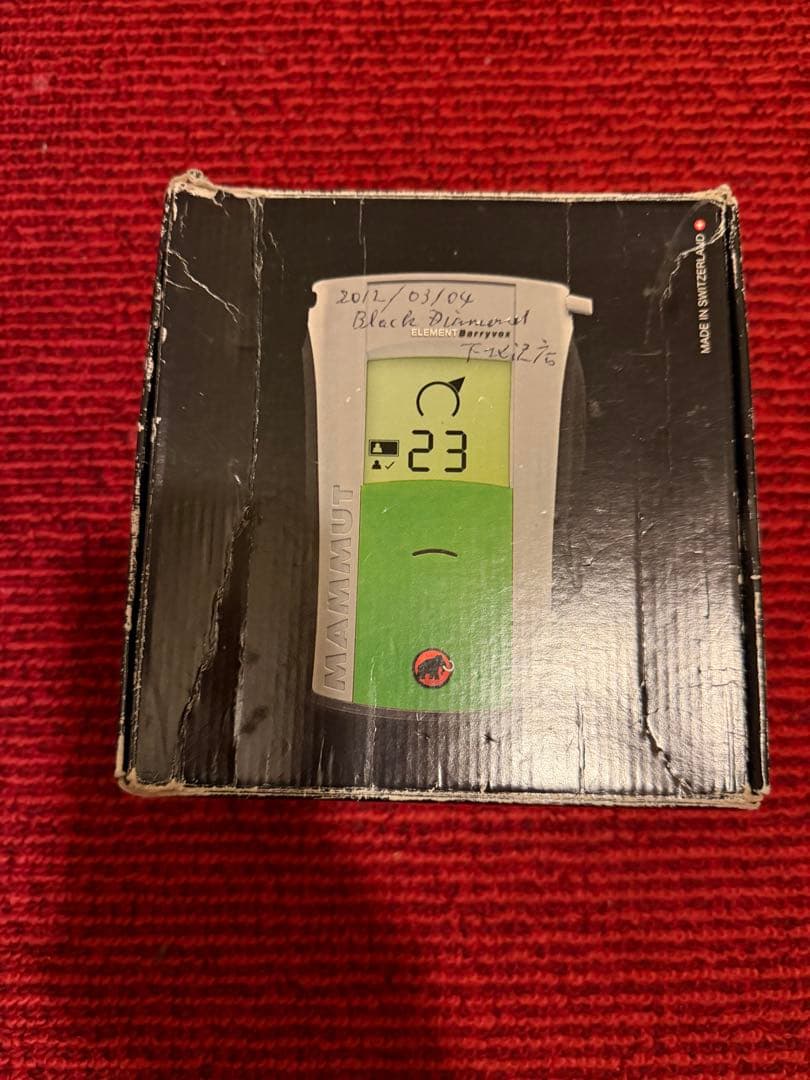 2012/03/04
Black Diamond
ELEMENT Barryvox
23
MAMMUT
MADE IN SWITZERLAND